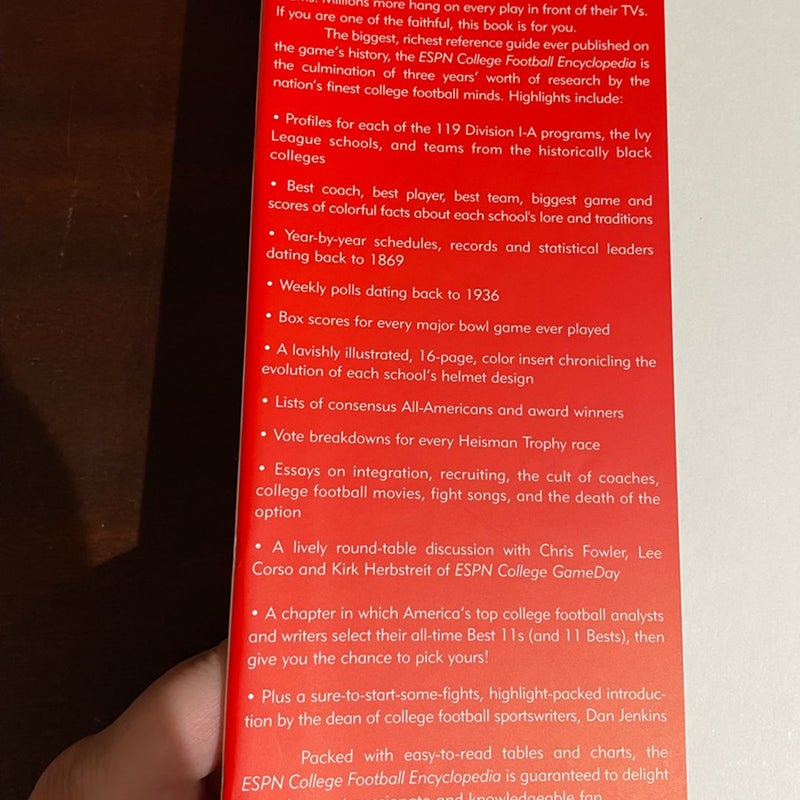 Millions more hang on every play in front of their TVs.
If you are one of the faithful, this book is for you.
The biggest, richest reference guide ever published on
the game's history, the ESPN College Football Encyclopedia is
the culmination of three years' worth of research by the
nation's finest college football minds. Highlights include:
• Profiles for each of the 119 Division I-A programs, the Ivy
League schools, and teams from the historically black
colleges
• Best coach, best player, best team, biggest game and
scores of colorful facts about each school's lore and traditions
• Year-by-year schedules, records and statistical leaders
dating back to 1869
• Weekly polls dating back to 1936
• Box scores for every major bowl game ever played
• A lavishly illustrated, 16-page, color insert chronicling the
evolution of each school's helmet design
• Lists of consensus All-Americans and award winners
• Vote breakdowns for every Heisman Trophy race
• Essays on integration, recruiting, the cult of coaches,
college football movies, fight songs, and the death of the
option
• A lively round-table discussion with Chris Fowler, Lee
Corso and Kirk Herbstreit of ESPN College GameDay
• A chapter in which America's top college football analysts
and writers select their all-time Best 11s (and 11 Bests), then
give you the chance to pick yours!
• Plus a sure-to-start-some-fights, highlight-packed introduc-
tion by the dean of college football sportswriters, Dan Jenkins
Packed with easy-to-read tables and charts, the
ESPN College Football Encyclopedia is guaranteed to delight
and knowledgeable fan